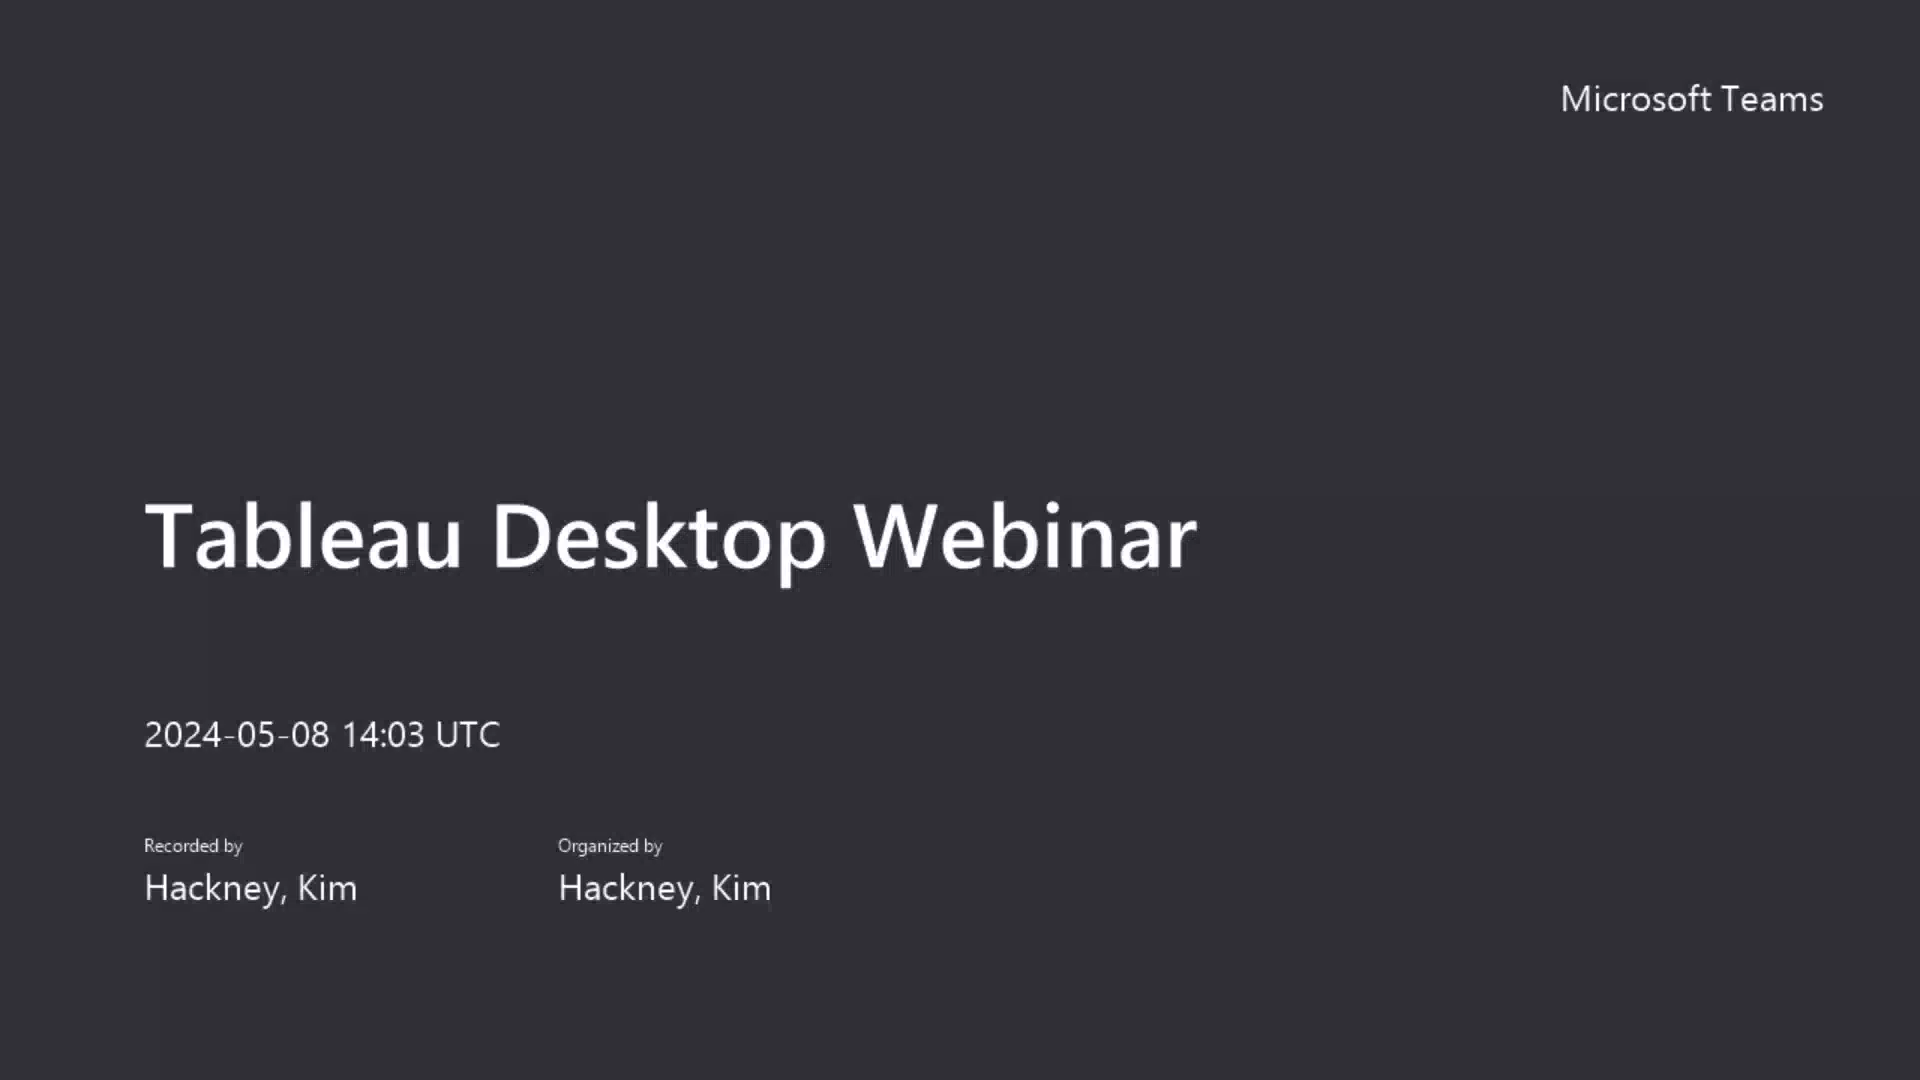 Microsoft Teams
Tableau Desktop Webinar
2024-05-08 14:03 UTC
Recorded by
Hackney, Kim
Organized by
Hackney, Kim